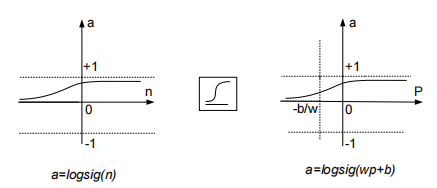 a
+1
n
0
-1
a=logsig(n)
a
+1
P
-b/w
0
-1
a=logsig(wp+b)